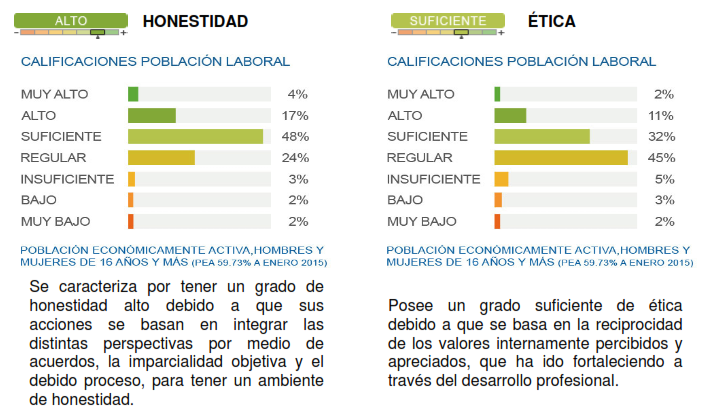 ALTO
HONESTIDAD
- +
CALIFICACIONES POBLACIÓN LABORAL
MUY ALTO 4%
ALTO 17%
SUFICIENTE 48%
REGULAR 24%
INSUFICIENTE 3%
BAJO 2%
MUY BAJO 2%
POBLACIÓN ECONÓMICAMENTE ACTIVA,HOMBRES Y
MUJERES DE 16 AÑOS Y MÁS (PEA 59.73% A ENERO 2015)
Se caracteriza por tener un grado de
honestidad alto debido a que sus
acciones se basan en integrar las
distintas perspectivas por medio de
acuerdos, la imparcialidad objetiva y el
debido proceso, para tener un ambiente
de honestidad.
SUFICIENTE
ÉTICA
- +
CALIFICACIONES POBLACIÓN LABORAL
MUY ALTO 2%
ALTO 11%
SUFICIENTE 32%
REGULAR 45%
INSUFICIENTE 5%
BAJO 3%
MUY BAJO 2%
POBLACIÓN ECONÓMICAMENTE ACTIVA,HOMBRES Y
MUJERES DE 16 AÑOS Y MÁS (PEA 59.73% A ENERO 2015)
Posee un grado suficiente de ética
debido a que se basa en la reciprocidad
de los valores internamente percibidos y
apreciados, que ha ido fortaleciendo a
través del desarrollo profesional.